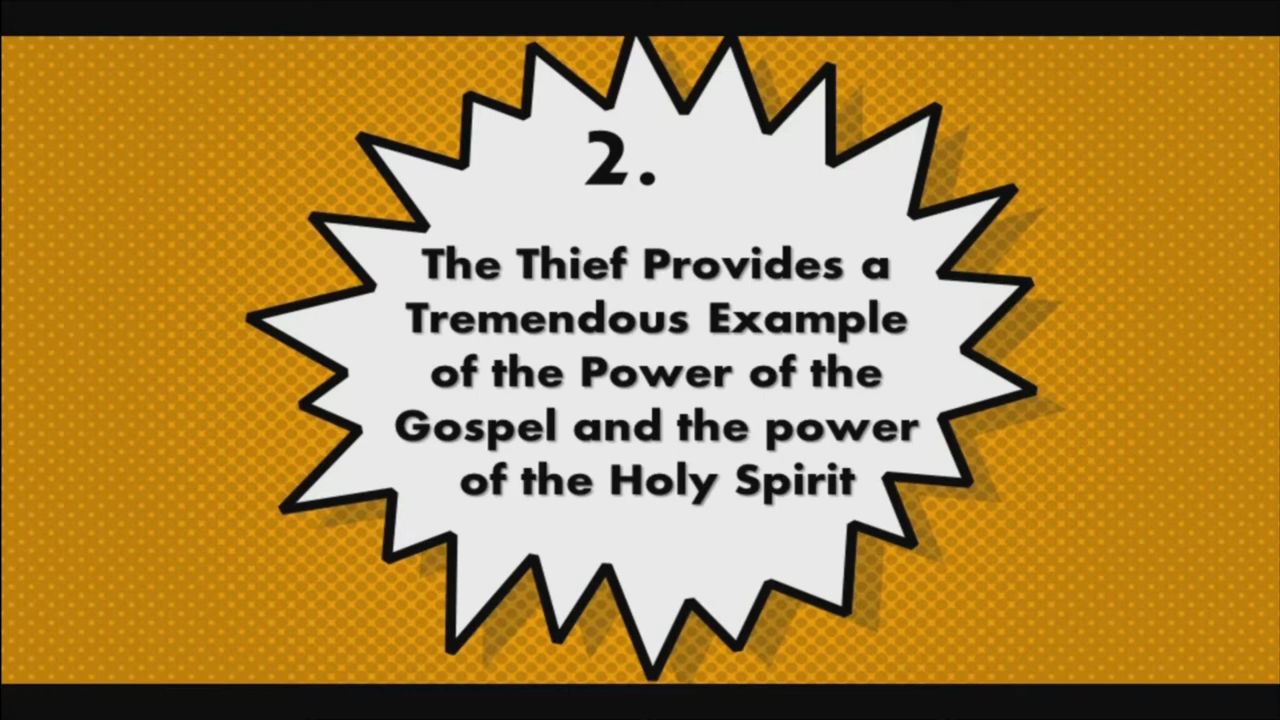 2.
The Thief Provides a
Tremendous Example
of the Power of the
Gospel and the power
of the Holy Spirit